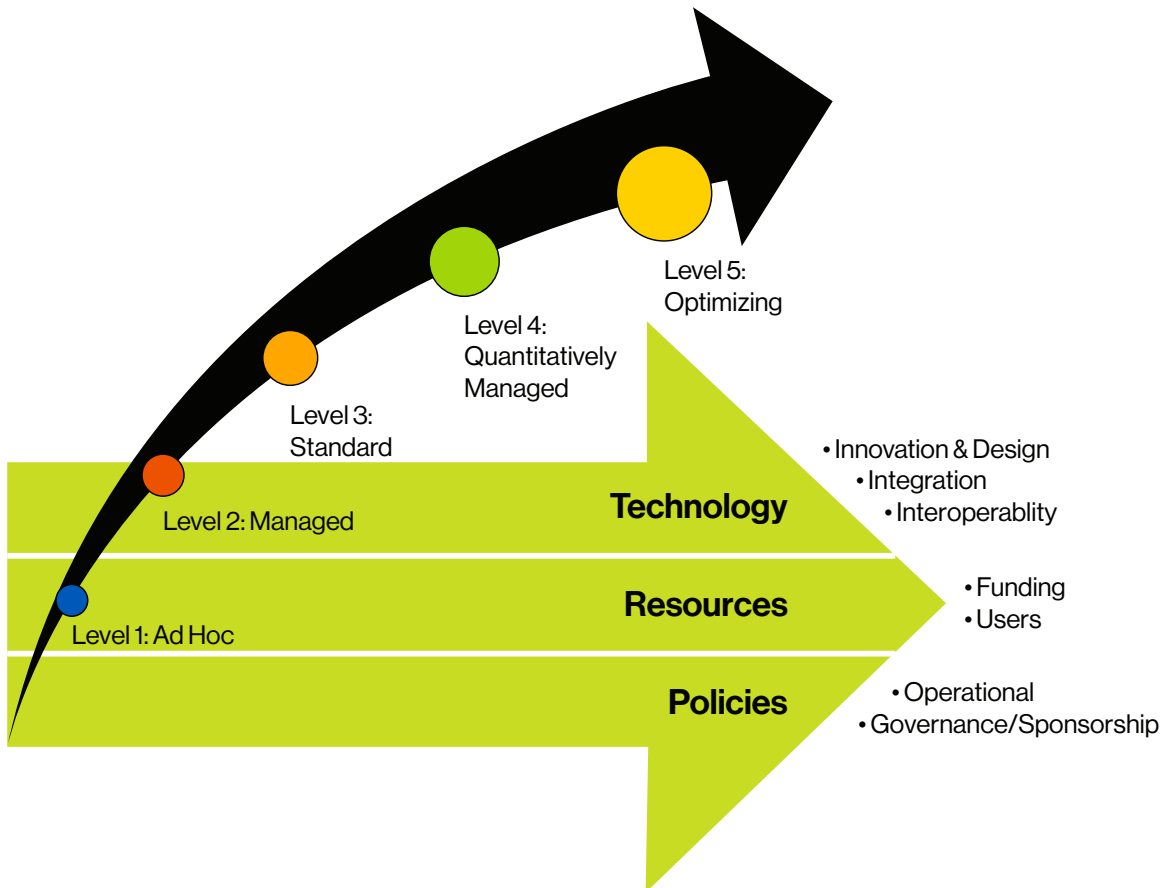 Level 5:
Optimizing
Level 4:
Quantitatively
Managed
Level 3:
Standard
Level 2: Managed
Level 1: Ad Hoc
Technology
• Innovation & Design
• Integration
• Interoperablity
Resources
• Funding
• Users
Policies
• Operational
• Governance/Sponsorship